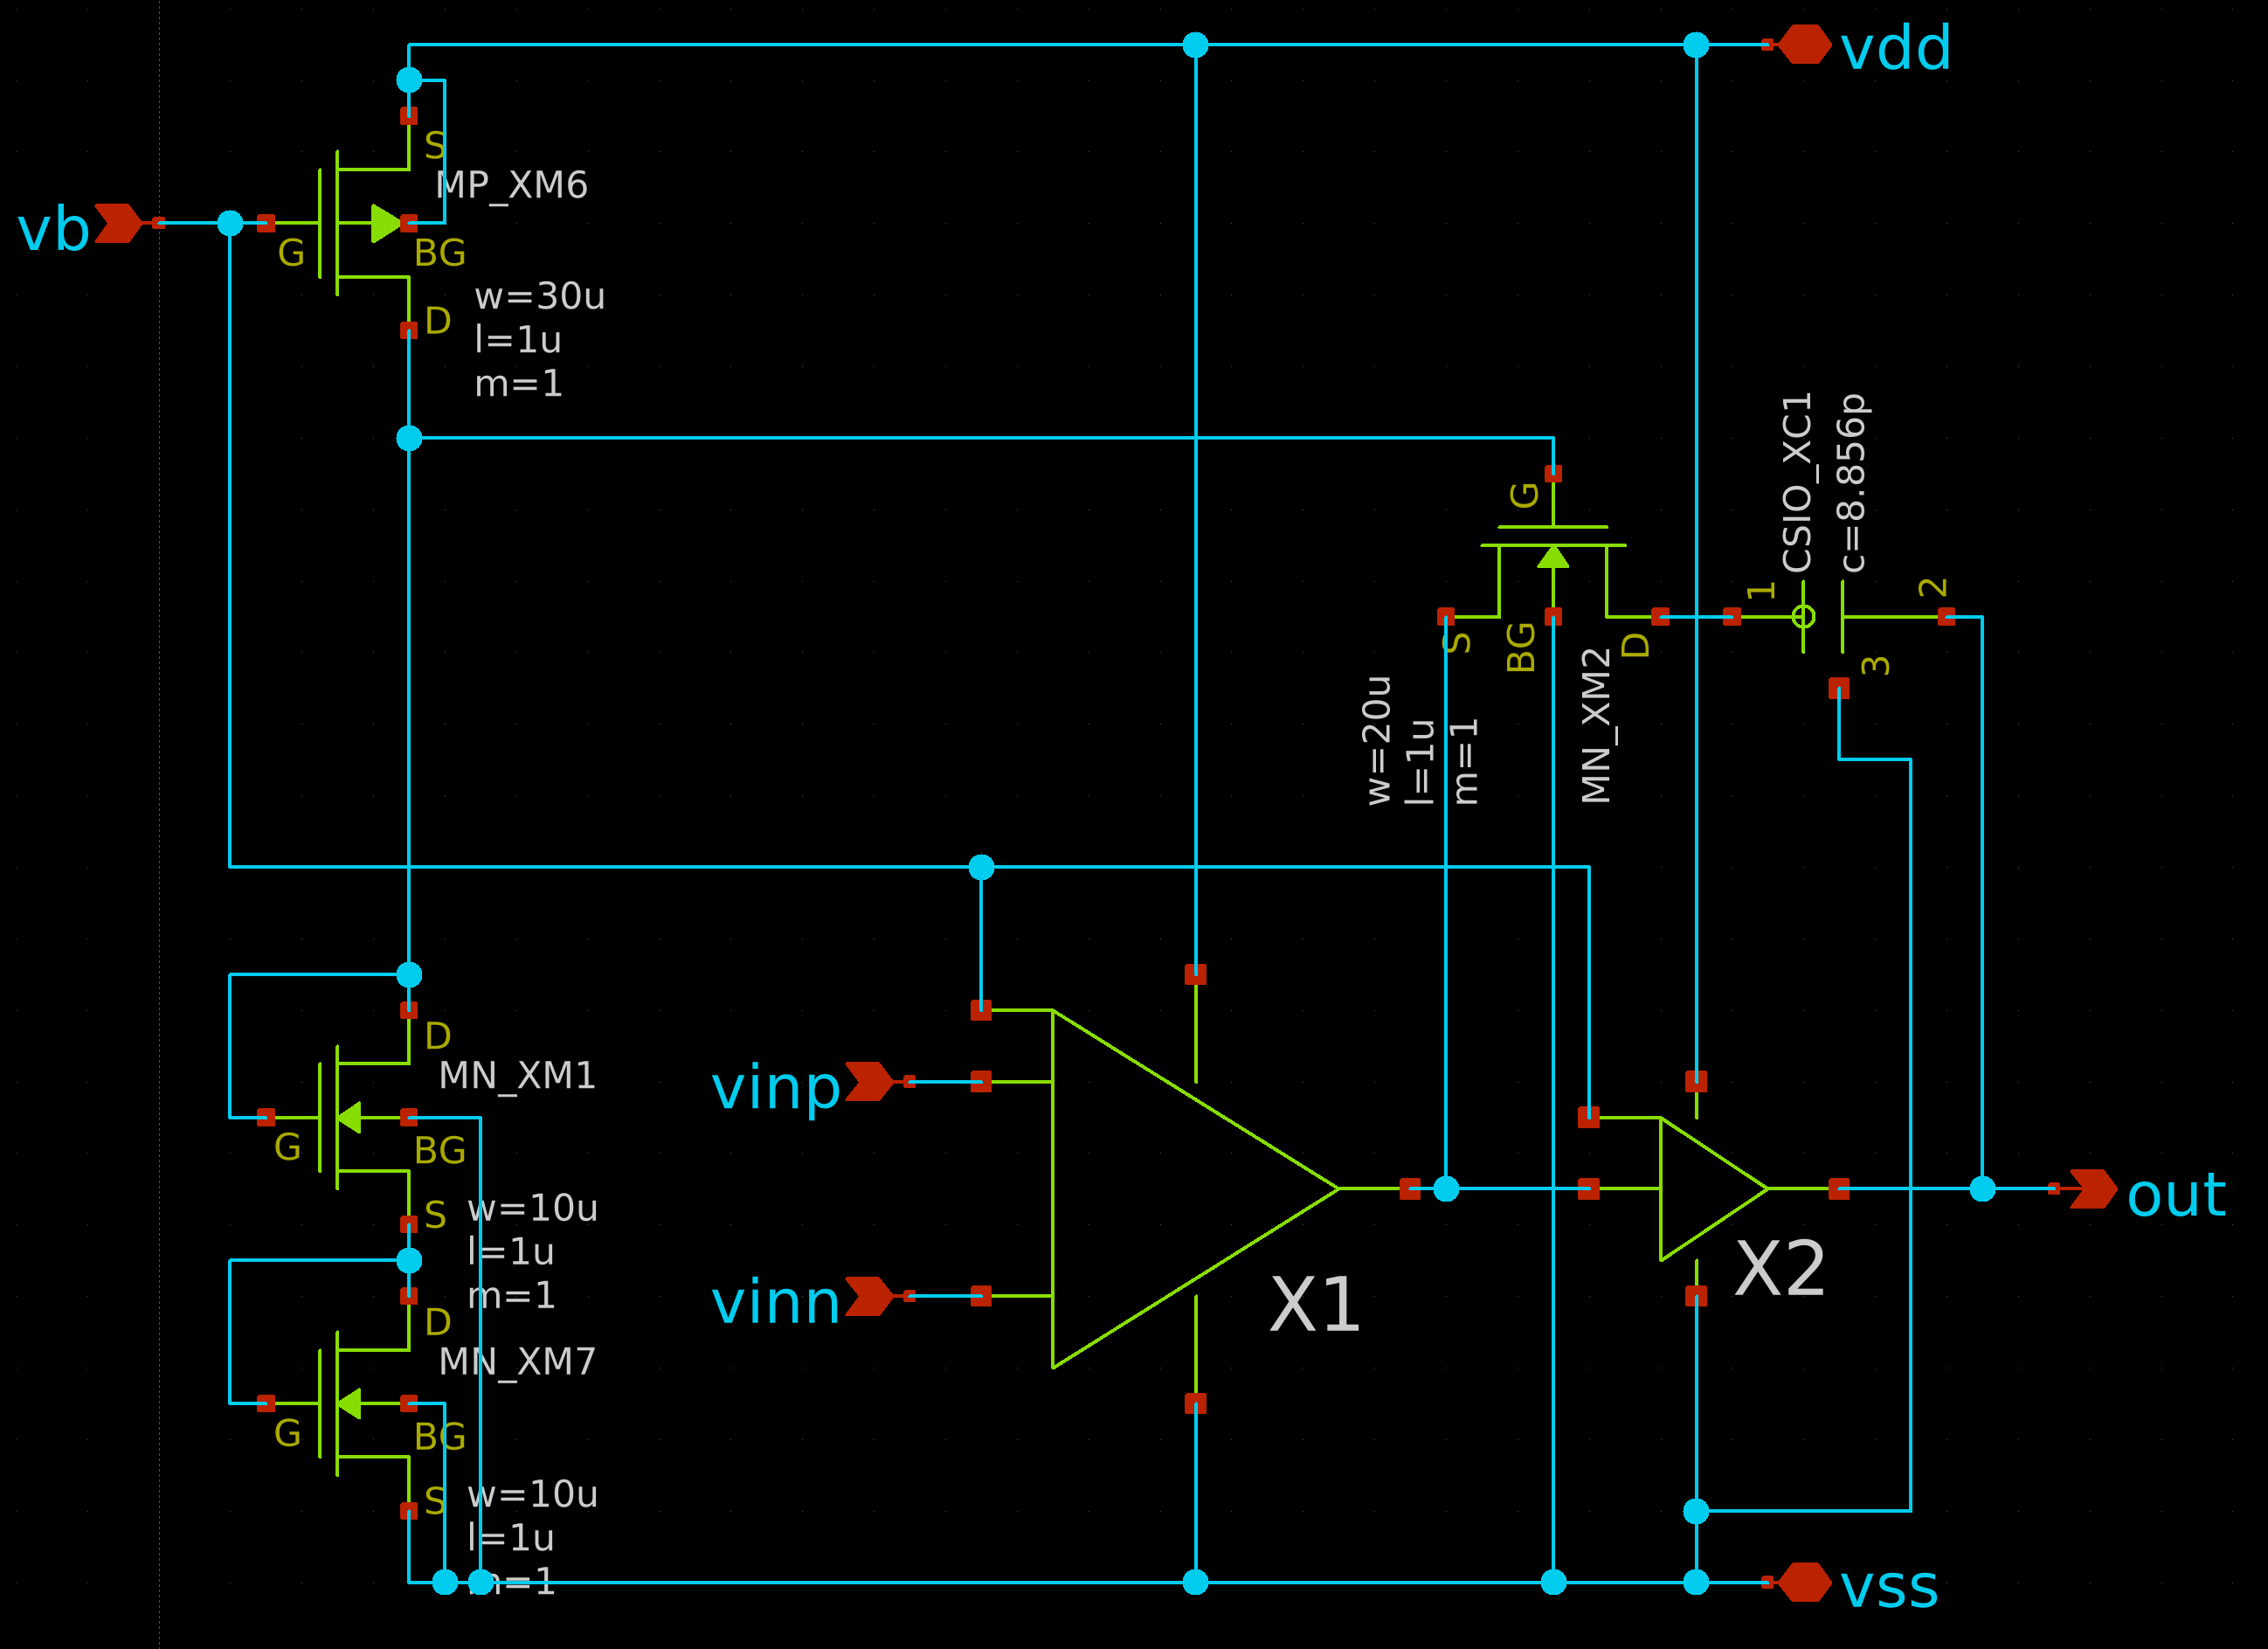 vdd
S
MP_XM6
vb
G
BG
w=30u
l=1u
m=1
D
CSIO_XC1
c=8.856p
G
1
2
S
BG
D
3
w=20u
l=1u
m=1
MN_XM2
D
MN_XM1
vinp
G
BG
S
w=10u
l=1u
m=1
out
X2
vinn
X1
D
MN_XM7
G
BG
S
w=10u
l=1u
m=1
vss